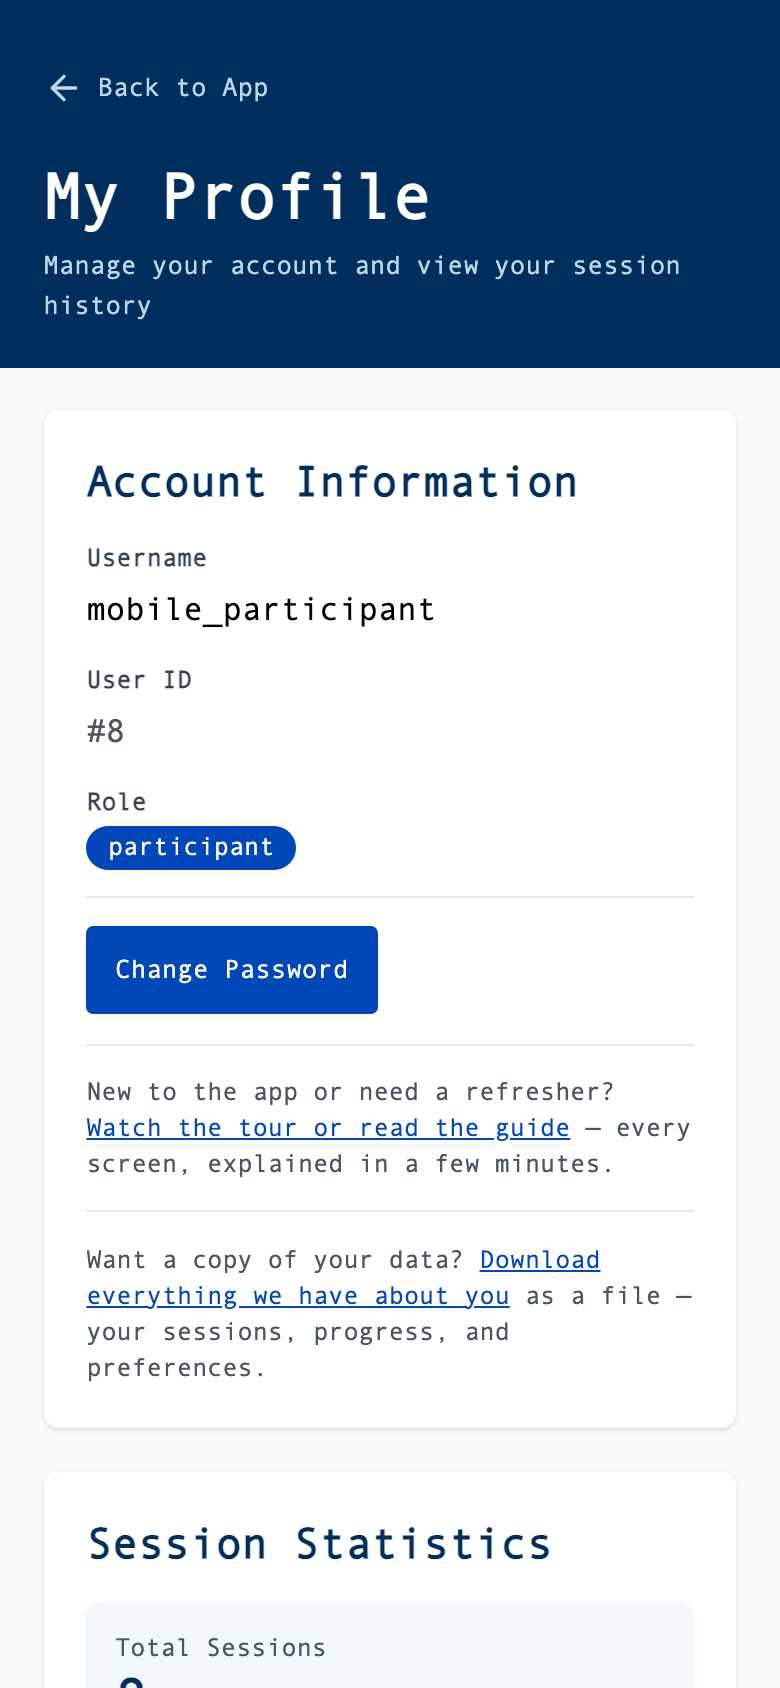 Back to App
My Profile
Manage your account and view your session
history
Account Information
Username
mobile_participant
User ID
#8
Role
participant
Change Password
New to the app or need a refresher?
Watch the tour or read the guide — every
screen, explained in a few minutes.
Want a copy of your data? Download
everything we have about you as a file —
your sessions, progress, and
preferences.
Session Statistics
Total Sessions